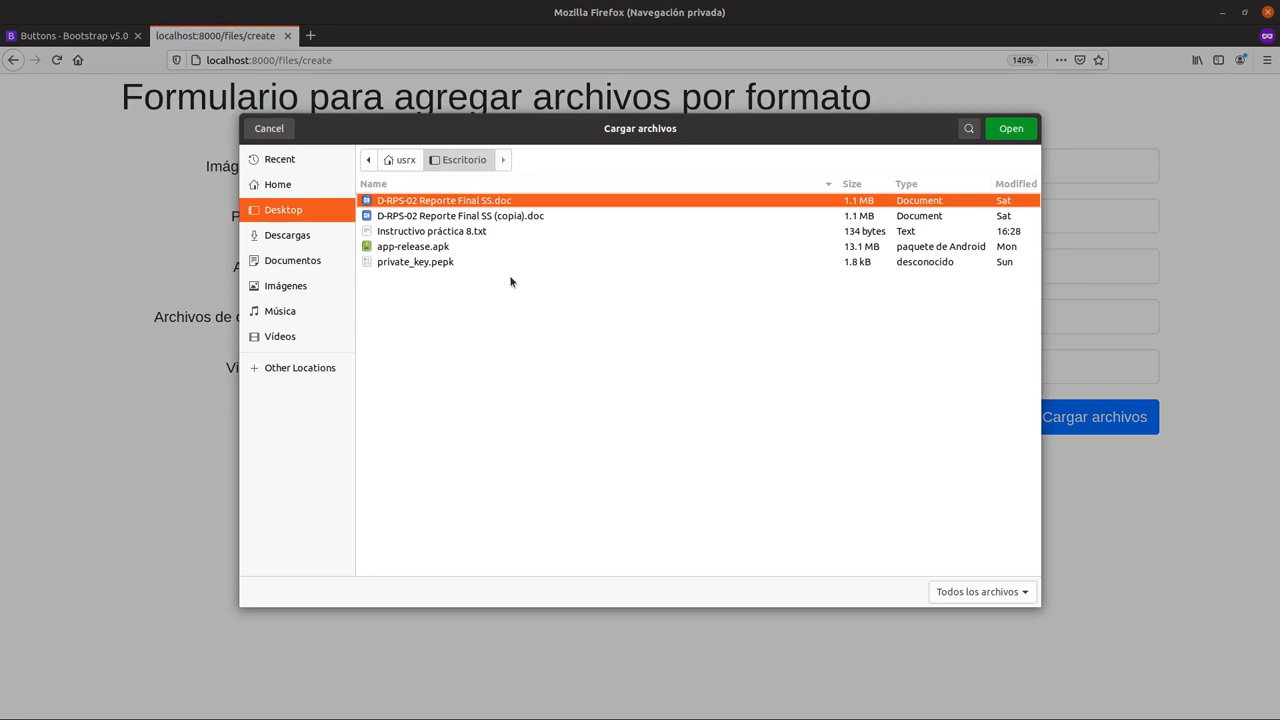 Mozilla Firefox (Navegación privada)
Buttons · Bootstrap v5.0
localhost:8000/files/create
localhost:8000/files/create
140%
Formulario para agregar archivos por formato
Cancel
Cargar archivos
Open
Recent
Home
Desktop
Descargas
Documentos
Imágenes
Música
Vídeos
Other Locations
usrx
Escritorio
Name Size Type Modified
D-RPS-02 Reporte Final SS.doc 1.1 MB Document Sat
D-RPS-02 Reporte Final SS (copia).doc 1.1 MB Document Sat
Instructivo práctica 8.txt 134 bytes Text 16:28
app-release.apk 13.1 MB paquete de Android Mon
private_key.pepk 1.8 kB desconocido Sun
Imág
P
A
Archivos de
Vi
Cargar archivos
Todos los archivos